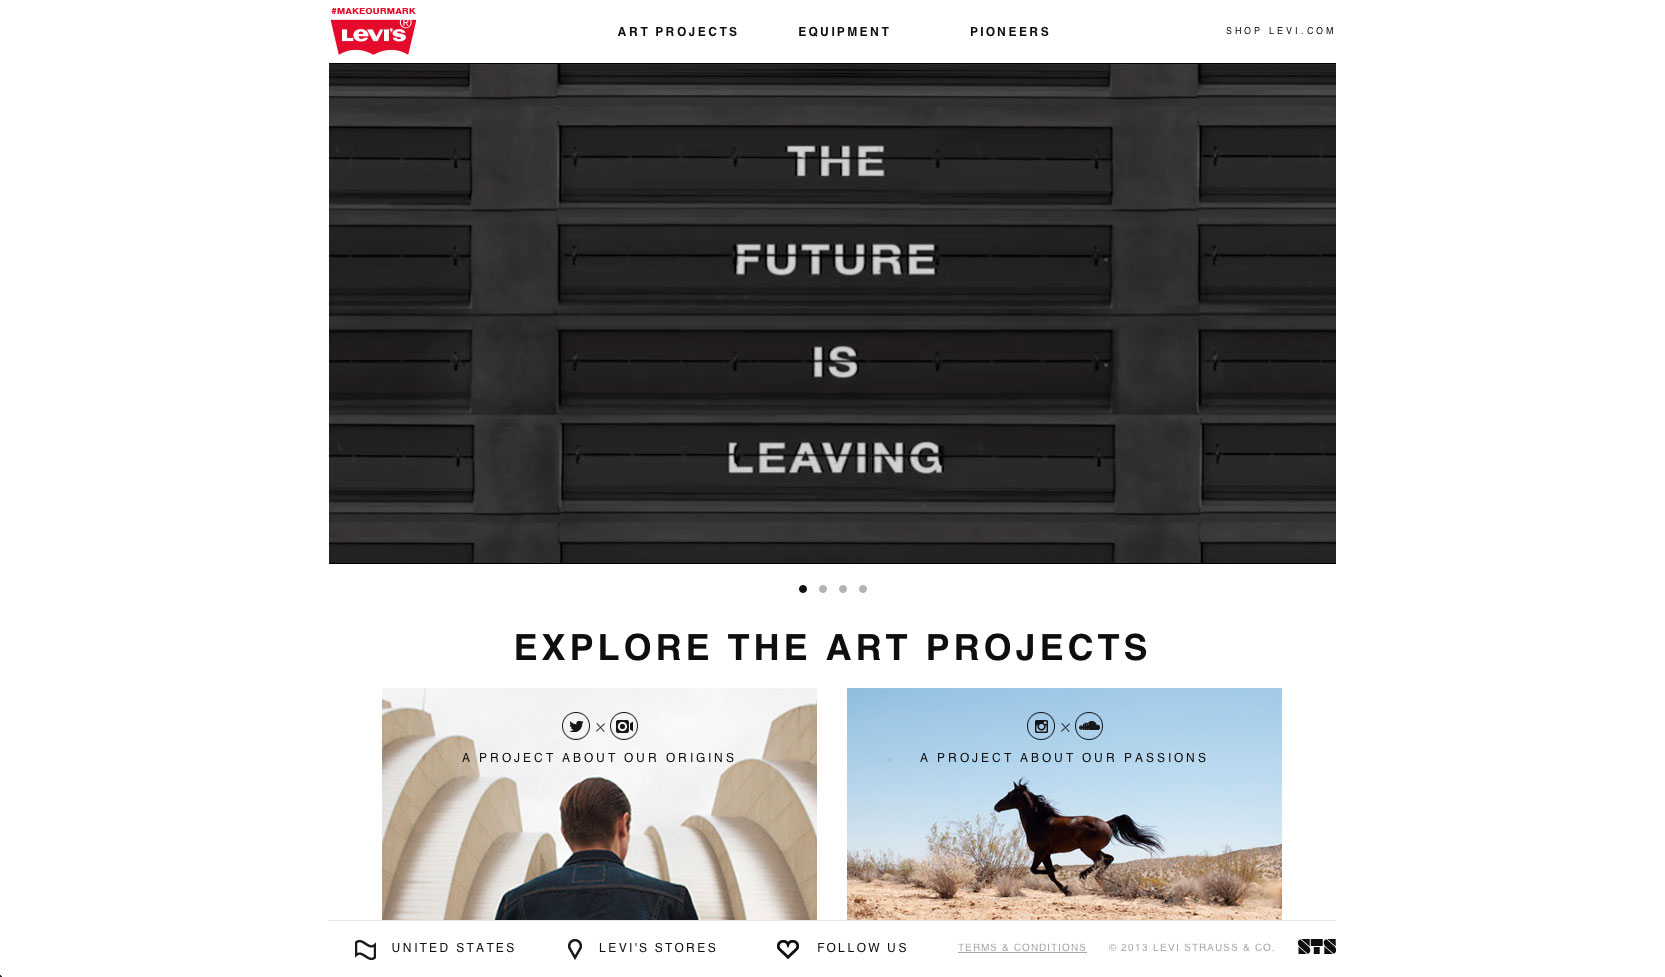 #MAKEOURMARK
LEVI'S®
ART PROJECTS
EQUIPMENT
PIONEERS
SHOP LEVI.COM
THE
FUTURE
IS
LEAVING
EXPLORE THE ART PROJECTS
A PROJECT ABOUT OUR ORIGINS
A PROJECT ABOUT OUR PASSIONS
UNITED STATES
LEVI'S STORES
FOLLOW US
TERMS & CONDITIONS
© 2013 LEVI STRAUSS & CO.
STS